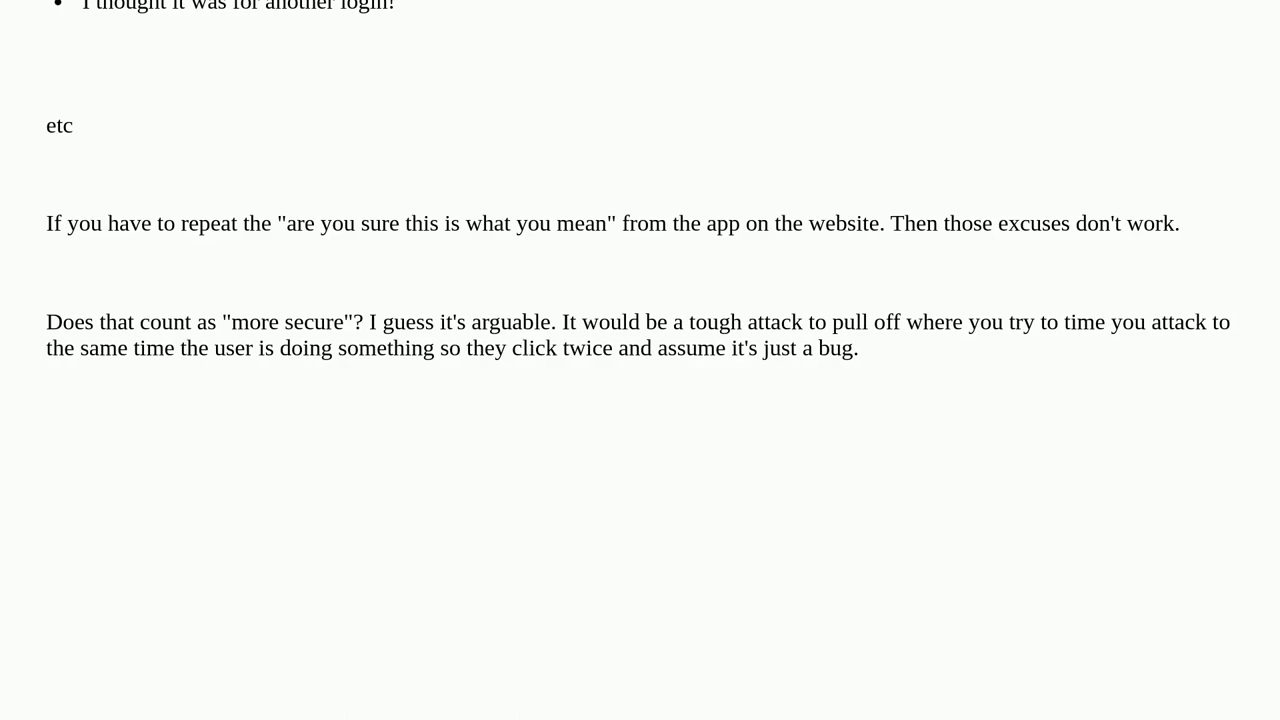 • I thought it was for another login!
etc
If you have to repeat the "are you sure this is what you mean" from the app on the website. Then those excuses don't work.
Does that count as "more secure"? I guess it's arguable. It would be a tough attack to pull off where you try to time you attack to
the same time the user is doing something so they click twice and assume it's just a bug.